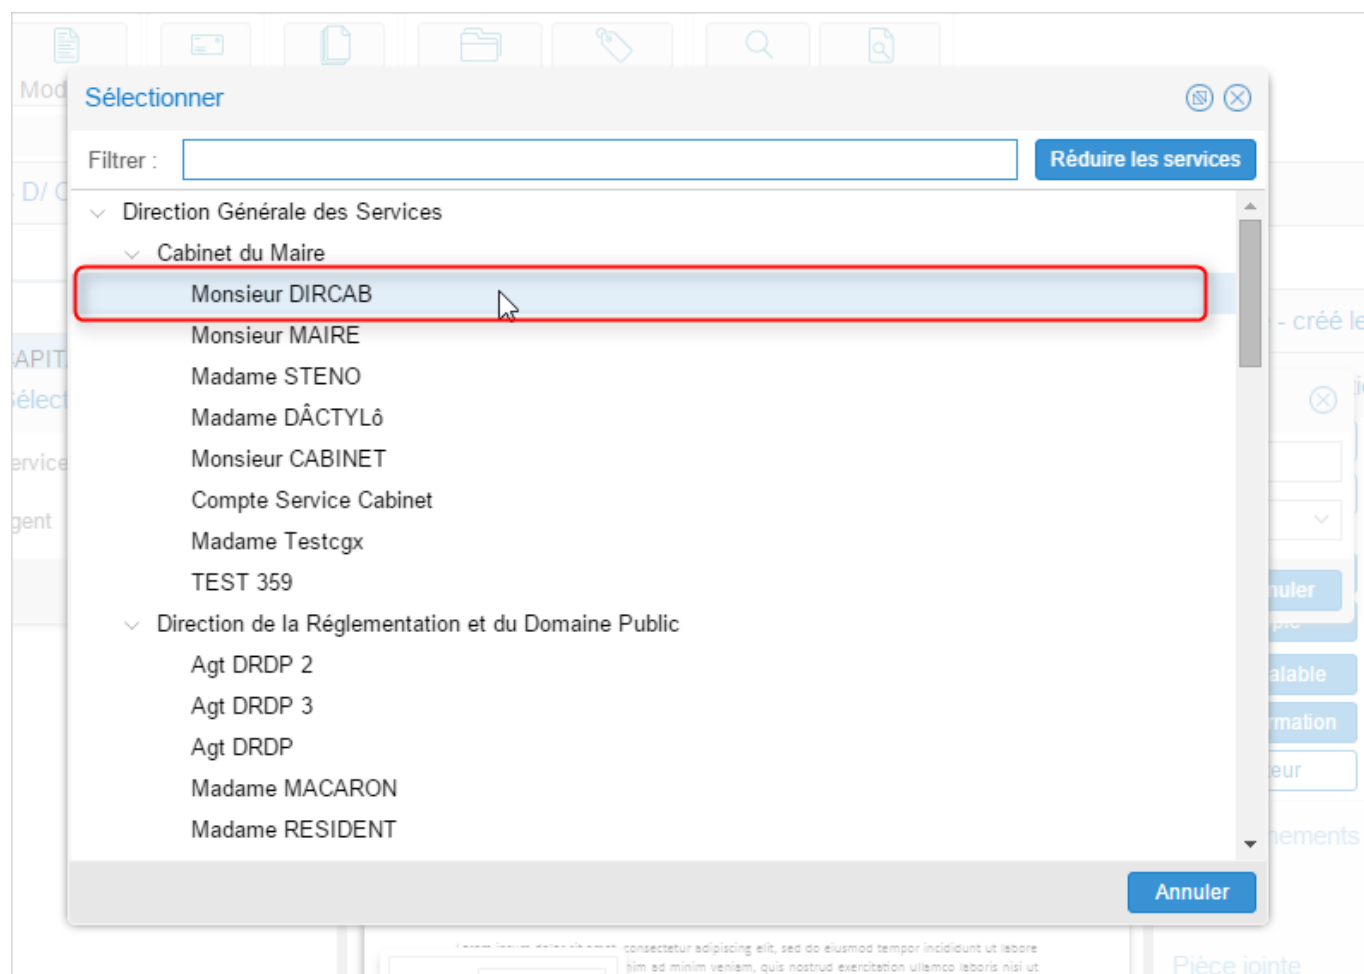 Mod
Sélectionner
Filtrer :
Réduire les services
D/ C
Direction Générale des Services
Cabinet du Maire
Monsieur DIRCAB
- créé le
Monsieur MAIRE
APIT
Madame STENO
élect
Madame DÂCTYLô
Monsieur CABINET
ervice
Compte Service Cabinet
gent
Madame Testcgx
TEST 359
nuler
Direction de la Réglementation et du Domaine Public
Agt DRDP 2
alable
Agt DRDP 3
rmation
Agt DRDP
eur
Madame MACARON
Madame RESIDENT
nements
Annuler
consectetur adipiscing elit, sed do eiusmod tempor incididunt ut labore
ad minim veniam, quis nostrud exercitation ullamco laboris nisi ut
Pièce jointe